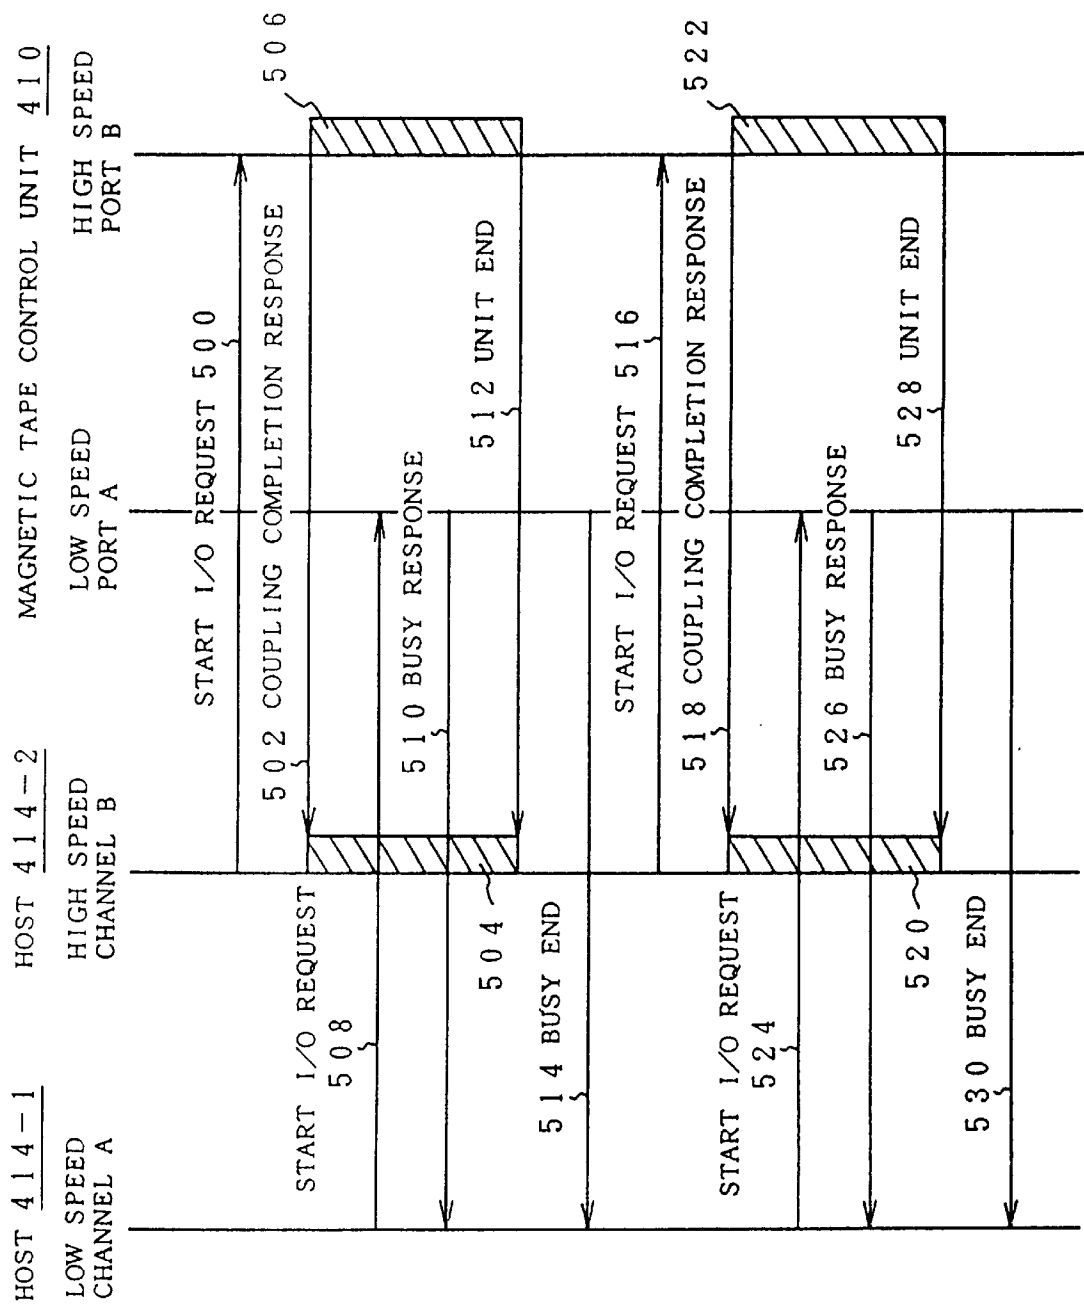 HOST 414-1
LOW SPEED
CHANNEL A
HOST 414-2
HIGH SPEED
CHANNEL B
MAGNETIC TAPE CONTROL UNIT 410
LOW SPEED
PORT A
HIGH SPEED
PORT B
START I/O REQUEST 500
506
502 COUPLING COMPLETION RESPONSE
START I/O REQUEST
508
510 BUSY RESPONSE
504
512 UNIT END
514 BUSY END
START I/O REQUEST 516
522
518 COUPLING COMPLETION RESPONSE
START I/O REQUEST
524
526 BUSY RESPONSE
520
528 UNIT END
530 BUSY END